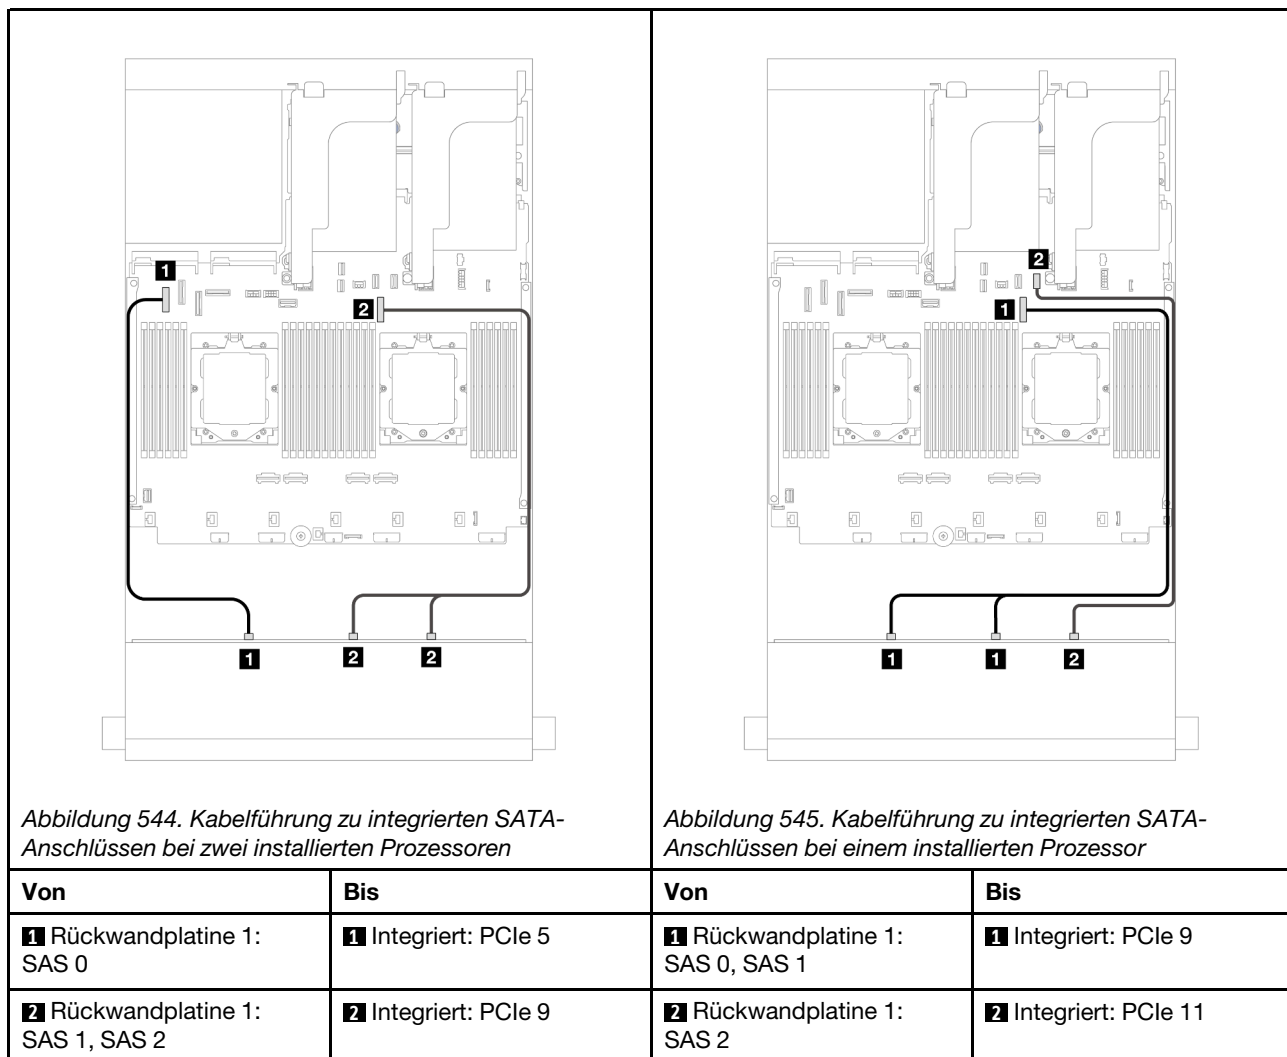 1
2
1
2
2
Abbildung 544. Kabelführung zu integrierten SATA-
Anschlüssen bei zwei installierten Prozessoren
2
1
1
1
2
Abbildung 545. Kabelführung zu integrierten SATA-
Anschlüssen bei einem installierten Prozessor
Von
Bis
Von
Bis
1 Rückwandplatine 1:
SAS 0
1 Integriert: PCIe 5
1 Rückwandplatine 1:
SAS 0, SAS 1
1 Integriert: PCIe 9
2 Rückwandplatine 1:
SAS 1, SAS 2
2 Integriert: PCIe 9
2 Rückwandplatine 1:
SAS 2
2 Integriert: PCIe 11